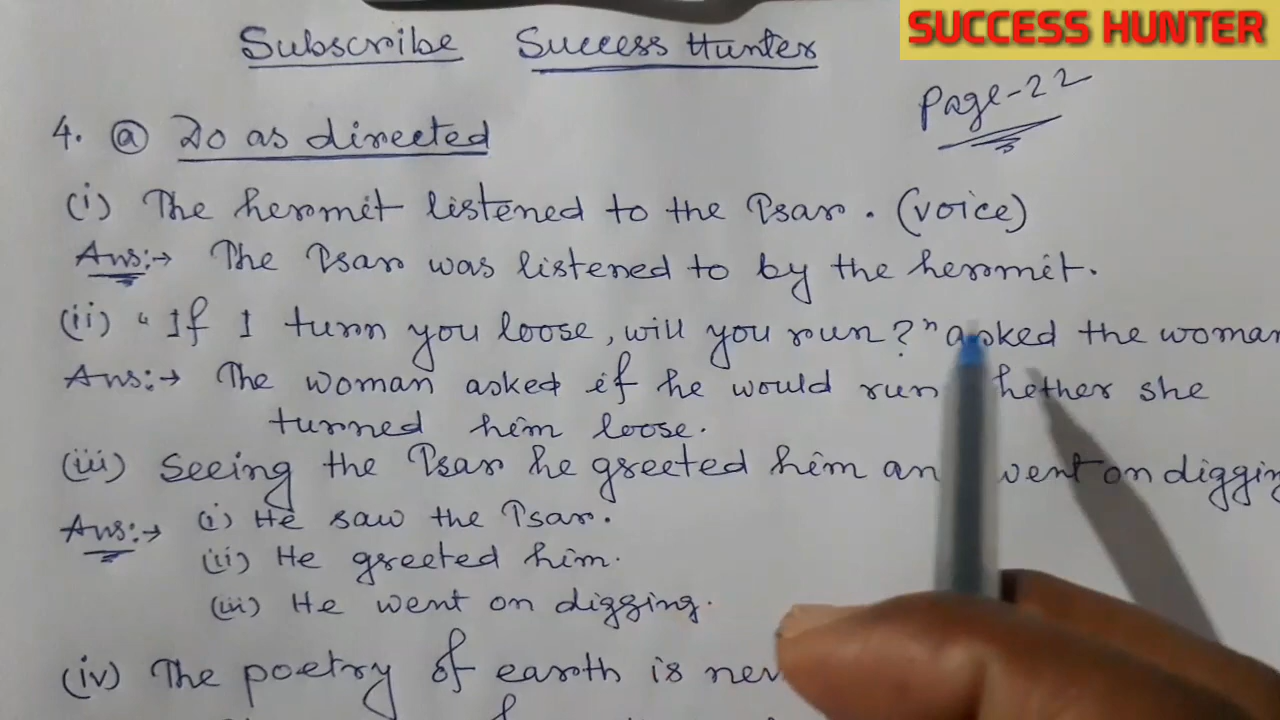 SUCCESS HUNTER
Subscribe Success Hunter
Page-22
4. (a) Do as directed
(i) The hermit listened to the Tsar. (voice)
Ans:→ The Tsar was listened to by the hermit.
(ii) "If I turn you loose, will you run?" asked the woman
Ans:→ The woman asked if he would run whether she
turned him loose.
(iii) Seeing the Tsar he greeted him an went on digging
Ans:→ (i) He saw the Tsar.
(ii) He greeted him.
(iii) He went on digging.
(iv) The poetry of earth is